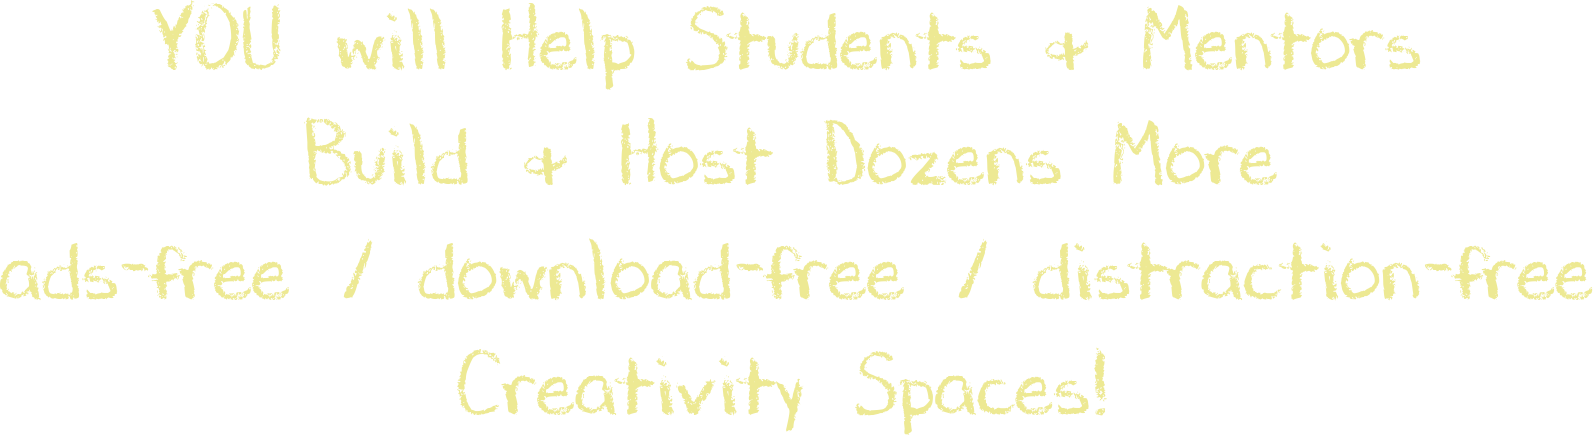 YOU will Help Students & Mentors
Build & Host Dozens More
ads-free / download-free / distraction-free
Creativity Spaces!